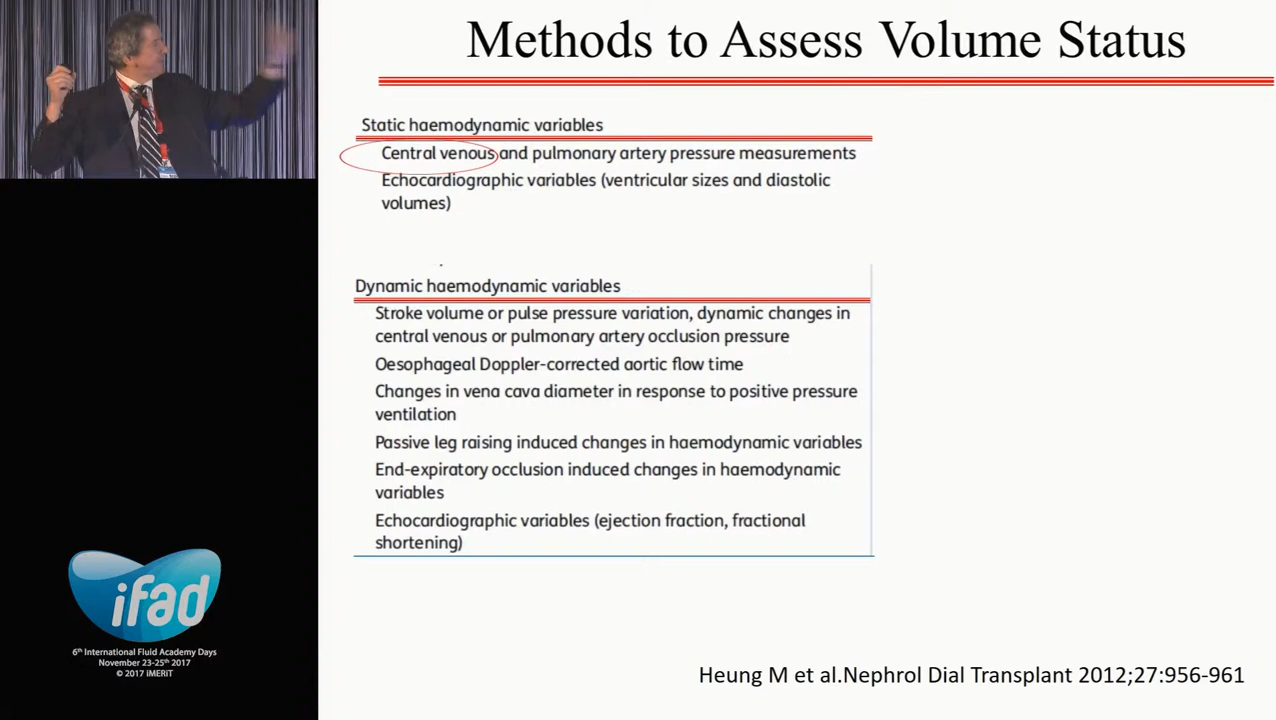 Methods to Assess Volume Status
Static haemodynamic variables
Central venous and pulmonary artery pressure measurements
Echocardiographic variables (ventricular sizes and diastolic
volumes)
Dynamic haemodynamic variables
Stroke volume or pulse pressure variation, dynamic changes in
central venous or pulmonary artery occlusion pressure
Oesophageal Doppler-corrected aortic flow time
Changes in vena cava diameter in response to positive pressure
ventilation
Passive leg raising induced changes in haemodynamic variables
End-expiratory occlusion induced changes in haemodynamic
variables
Echocardiographic variables (ejection fraction, fractional
shortening)
ifad
6th International Fluid Academy Days
November 23-25th 2017
© 2017 iMERiT
Heung M et al.Nephrol Dial Transplant 2012;27:956-961